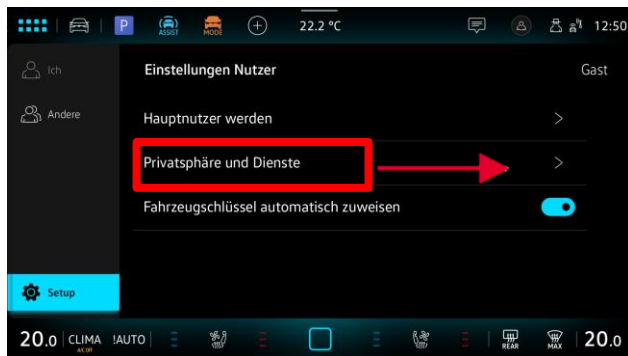 P ASSIST MODE 22.2 °C 12:50
Ich
Einstellungen Nutzer Gast
Andere
Hauptnutzer werden
Privatsphäre und Dienste
Fahrzeugschlüssel automatisch zuweisen
Setup
20.0 CLIMA !AUTO REAR MAX 20.0
A/C Off